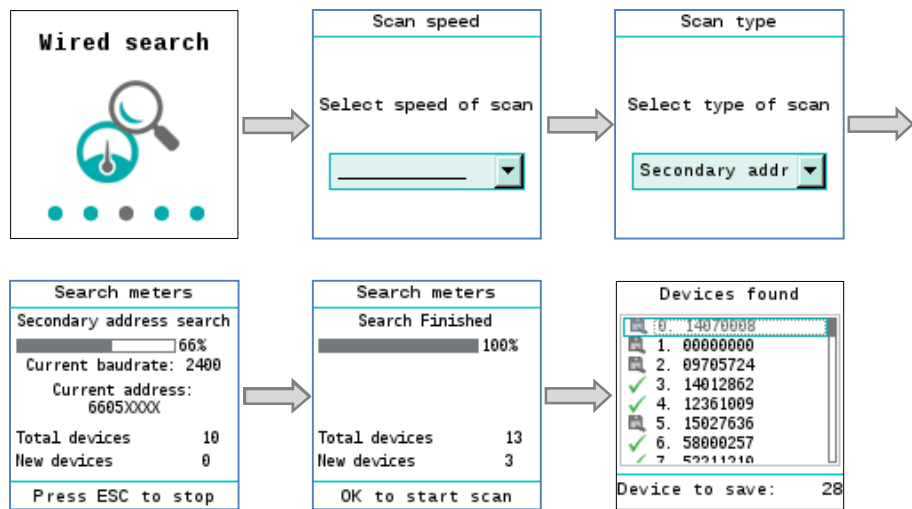 Wired search
Scan speed
Select speed of scan
Scan type
Select type of scan
Secondary addr
Search meters
Secondary address search
66%
Current baudrate: 2400
Current address:
6605XXXX
Total devices 10
New devices 0
Press ESC to stop
Search meters
Search Finished
100%
Total devices 13
New devices 3
OK to start scan
Devices found
0. 14070008
1. 00000000
2. 09705724
3. 14012862
4. 12361009
5. 15027636
6. 58000257
7. 52211210
Device to save: 28